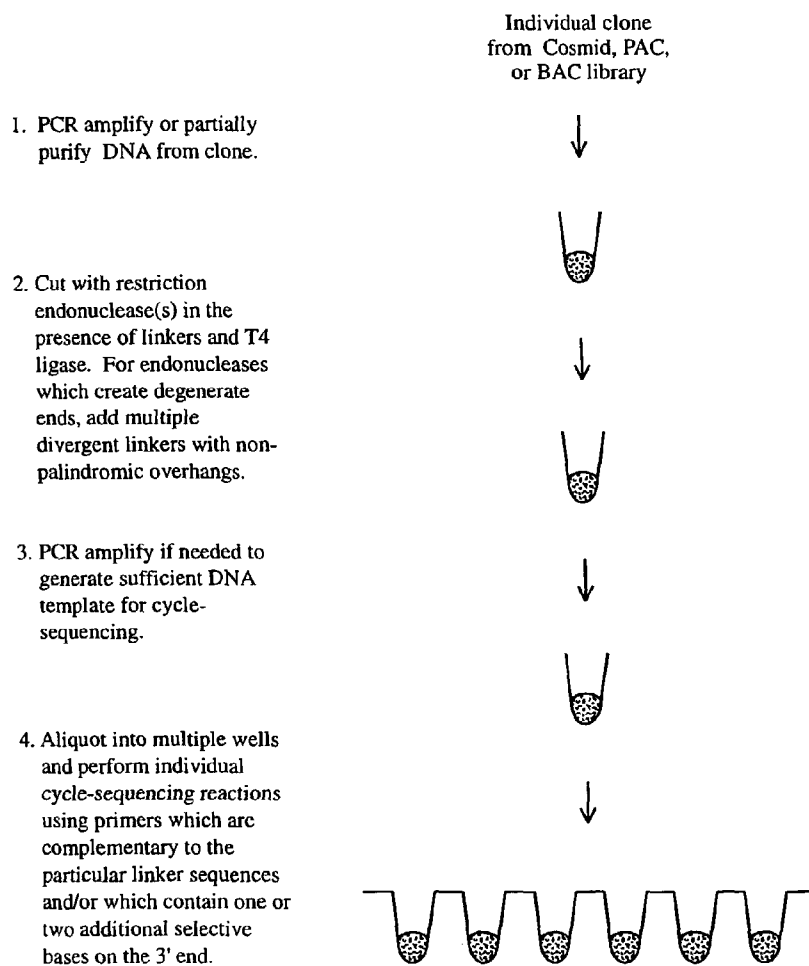 Individual clone
from Cosmid, PAC,
or BAC library
1. PCR amplify or partially
purify DNA from clone.
2. Cut with restriction
endonuclease(s) in the
presence of linkers and T4
ligase. For endonucleases
which create degenerate
ends, add multiple
divergent linkers with non-
palindromic overhangs.
3. PCR amplify if needed to
generate sufficient DNA
template for cycle-
sequencing.
4. Aliquot into multiple wells
and perform individual
cycle-sequencing reactions
using primers which are
complementary to the
particular linker sequences
and/or which contain one or
two additional selective
bases on the 3' end.